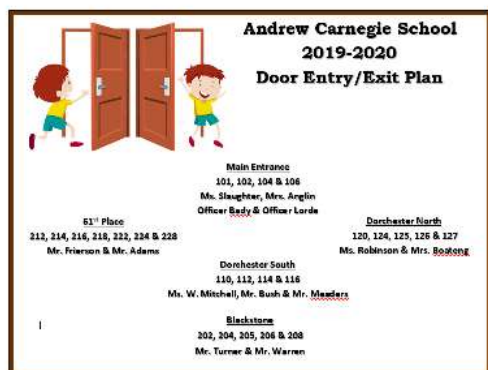 Andrew Carnegie School
2019-2020
Door Entry/Exit Plan
Main Entrance
101, 102, 104 & 106
Ms. Slaughter, Mrs. Anglin
Officer Bady & Officer Lorde
61st Place
212, 214, 216, 218, 222, 224 & 228
Mr. Frierson & Mr. Adams
Dorchester North
120, 124, 125, 126 & 127
Ms. Robinson & Mrs. Boateng
Dorchester South
110, 112, 114 & 116
Ms. W. Mitchell, Mr. Bush & Mr. Meaders
Blackstone
202, 204, 205, 206 & 208
Mr. Turner & Mr. Warren